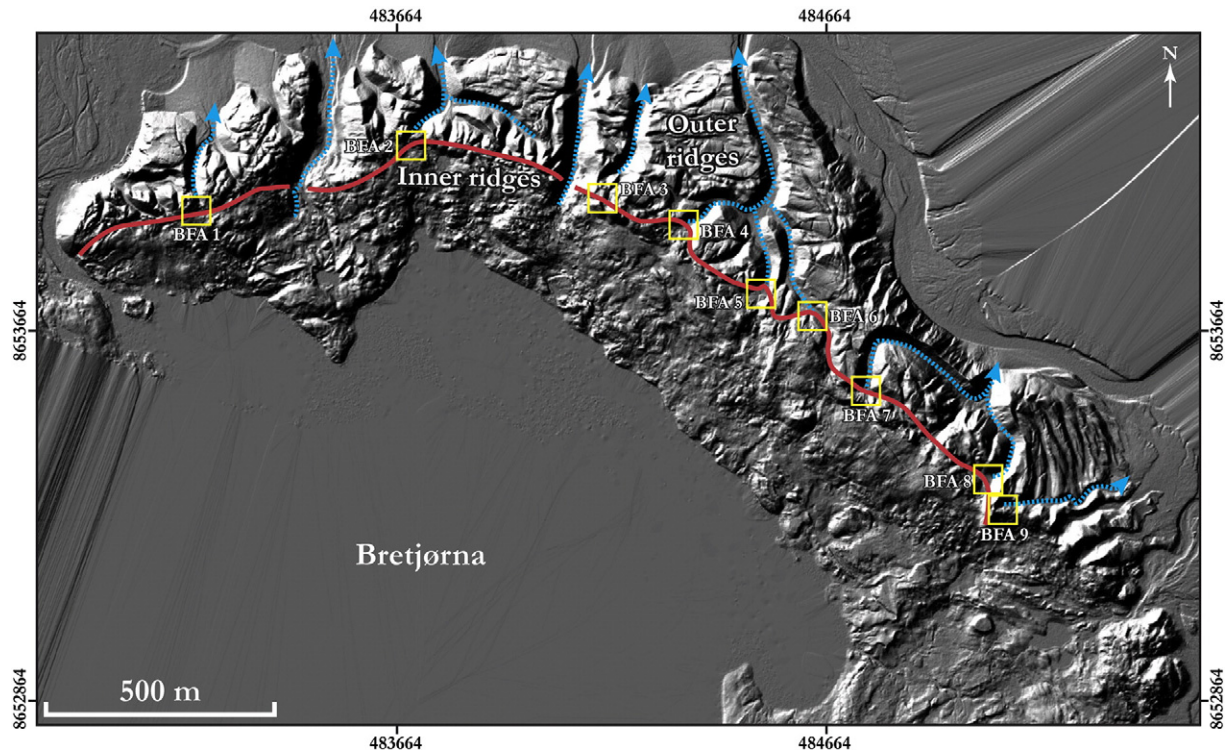 483664
484664
N
Outer
ridges
BFA 2
Inner ridges
BFA 3
BFA 1
BFA 4
BFA 5
BFA 6
8653664
8653664
BFA 7
BFA 8
BFA 9
Bretjørna
500 m
8652864
8652864
483664
484664